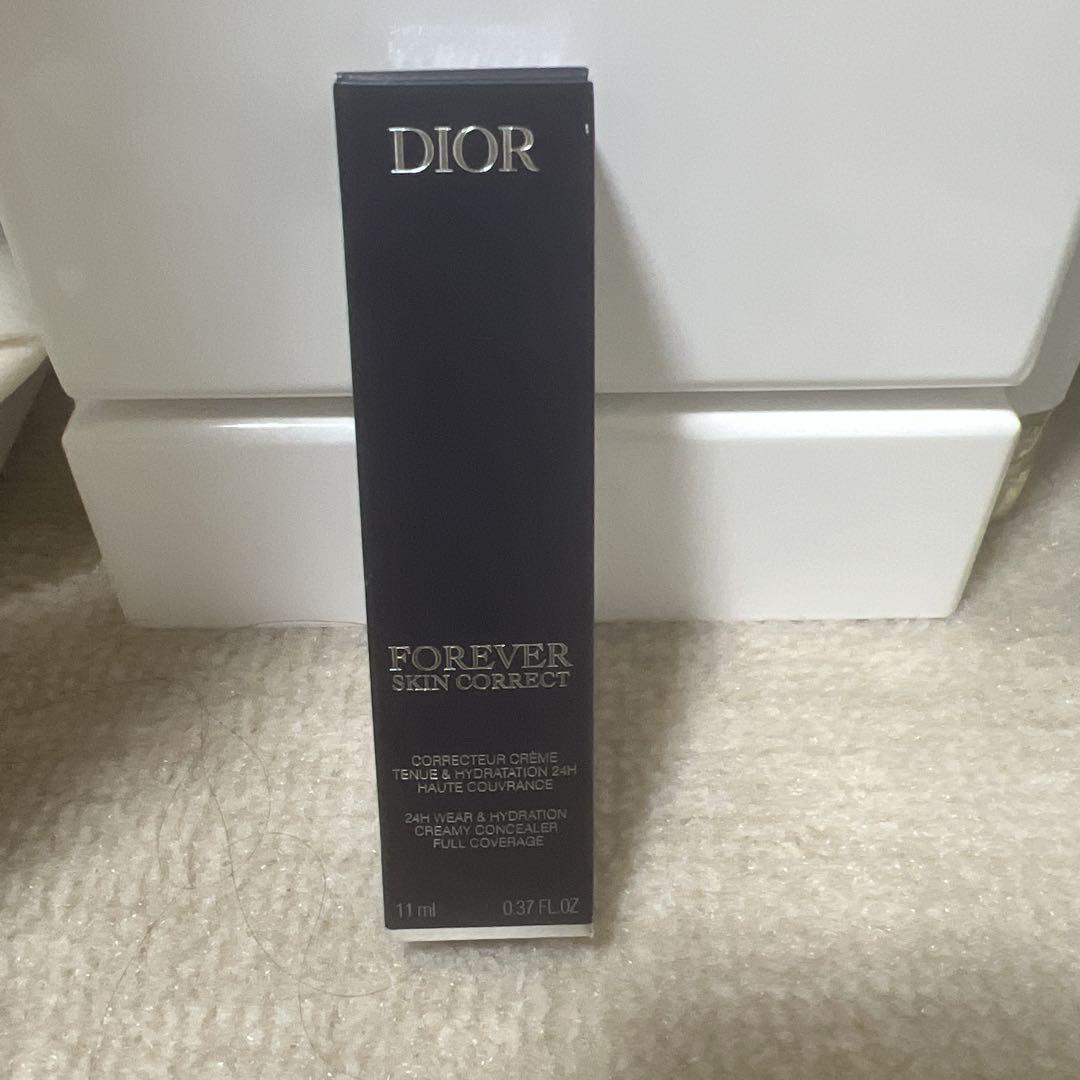 DIOR
FOREVER
SKIN CORRECT
CORRECTEUR CRÈME
TENUE & HYDRATATION 24H
HAUTE COUVRANCE
24H WEAR & HYDRATION
CREAMY CONCEALER
FULL COVERAGE
11 ml 0.37 FL.OZ